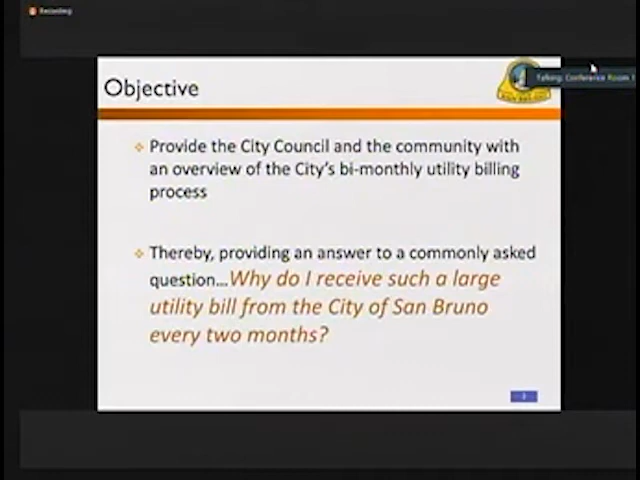 Recording
Objective
SAN BRUNO
Talking: Conference Room 1
Provide the City Council and the community with
an overview of the City's bi-monthly utility billing
process
Thereby, providing an answer to a commonly asked
question...Why do I receive such a large
utility bill from the City of San Bruno
every two months?